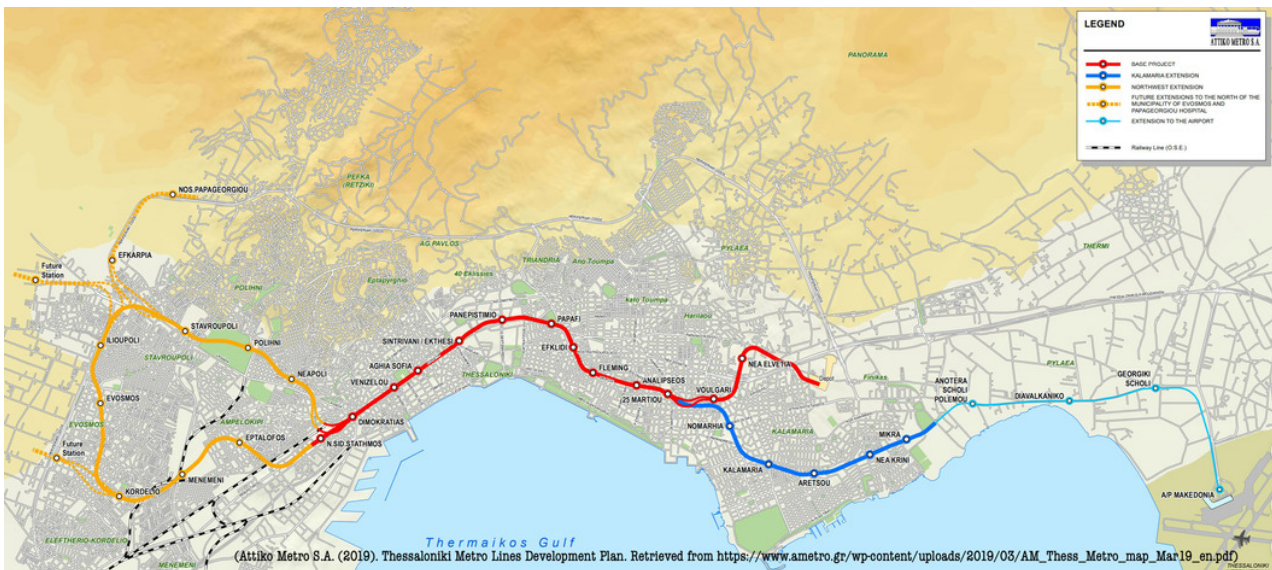 LEGEND
ATTIKO METRO S.A.
BASE PROJECT
KALAMARIA EXTENSION
NORTHWEST EXTENSION
FUTURE EXTENSIONS TO THE NORTH OF THE
MUNICIPALITY OF EVOSMOS AND
PAPAGEORGIOU HOSPITAL
EXTENSION TO THE AIRPORT
Railway Line (O.S.E.)
PANORAMA
PEFKA
(RETZIKI)
NOS.PAPAGEORGIOU
AG PAVLOS
PYLAEA
THERMI
EFKARPIA
TRIANDRIA
Ano Toumpa
40 Eklissies
Eptapyrghio
Future
Station
POLIHNI
kato Toumpa
Harilaou
PANEPISTIMIO
PAPAFI
STAVROUPOLI
ILIOUPOLI
POLIHNI
STAVROUPOLI
SINTRIVANI / EKTHESI
EFKLIDI
NEA ELVETIA
PYLAEA
AGHIA SOFIA
THESSALONIKI
FLEMING
Finikas
Depot
GEORGIKI
SCHOLI
NEAPOLI
VENIZELOU
ANALIPSEOS
25 MARTIOU
VOULGARI
ANOTERA
SCHOLI
POLEMOU
DIAVALKANIKO
EVOSMOS
EVOSMOS
AMPELOKIPI
DIMOKRATIAS
NOMARHIA
KALAMARIA
MIKRA
EPTALOFOS
N.SID.STATHMOS
Future
Station
NEA KRINI
KALAMARIA
ARETSOU
MENEMENI
KORDELIO
A/P MAKEDONIA
ELEFTHERIO-KORDELIO
MENEMENI
Thermaikos Gulf
(Attiko Metro S.A. (2019). Thessaloniki Metro Lines Development Plan. Retrieved from https://www.ametro.gr/wp-content/uploads/2019/03/AM_Thess_Metro_map_Mar19_en.pdf)
THESSALONIKI